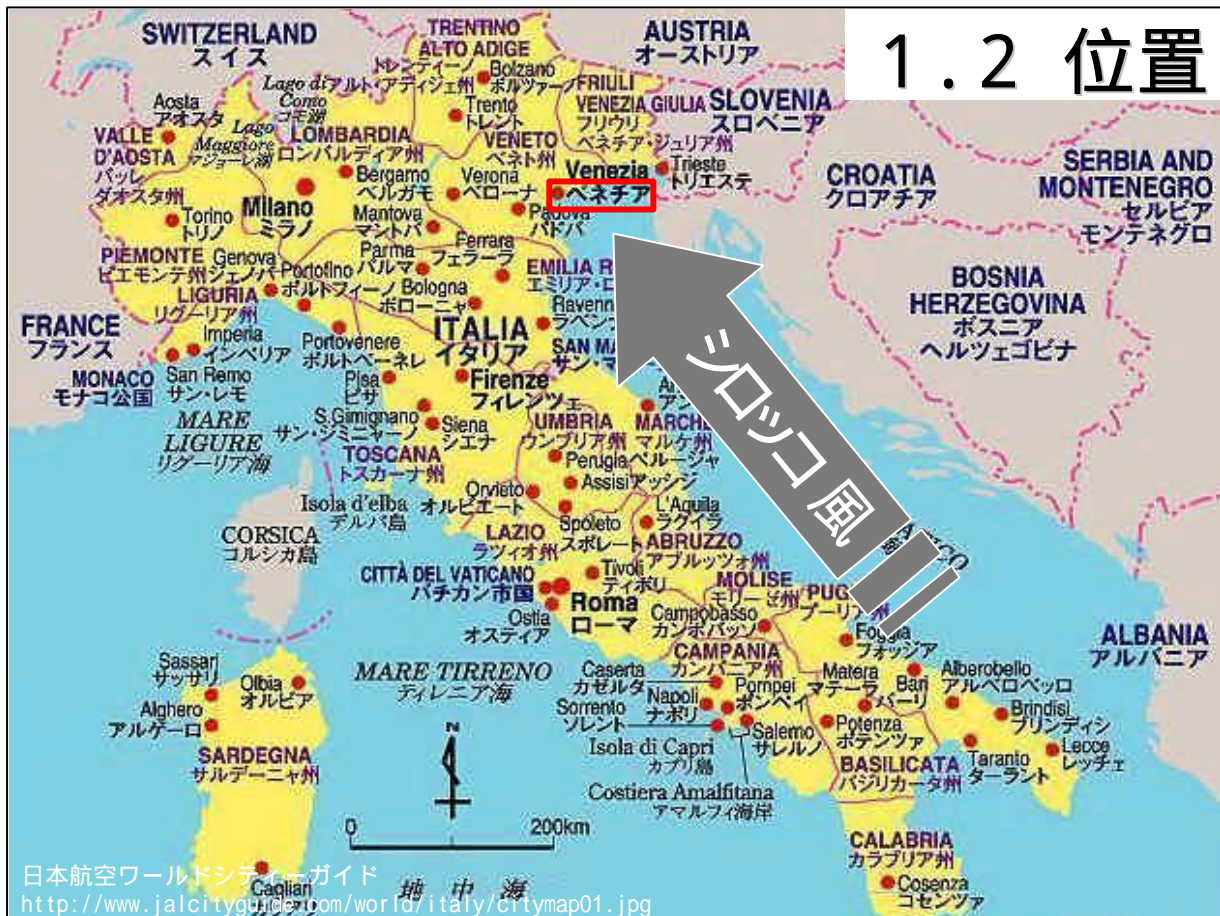 1.2 位置
SWITZERLAND
スイス
AUSTRIA
オーストリア
TRENTINO
ALTO ADIGE
トレンティーノ
アルト・アディジェ州
Bolzano
ボルツァーノ
FRIULI
VENEZIA GIULIA
フリウリ
ベネチア・ジュリア州
SLOVENIA
スロベニア
Lago di
Como
コモ湖
Aosta
アオスタ
Lago
Maggiore
マジョーレ湖
Trento
トレント
VALLE
D'AOSTA
バッレ
ダオスタ州
LOMBARDIA
ロンバルディア州
VENETO
ベネト州
Venezia
ベネチア
Trieste
トリエステ
CROATIA
クロアチア
SERBIA AND
MONTENEGRO
セルビア
モンテネグロ
Bergamo
ベルガモ
Verona
ベローナ
Torino
トリノ
Milano
ミラノ
Mantova
マントバ
Padova
パドバ
PIEMONTE
ピエモンテ州
Genova
ジェノバ
Portofino
ポルトフィーノ
Parma
パルマ
Ferrara
フェラーラ
EMILIA R
エミリア・ロ
BOSNIA
HERZEGOVINA
ボスニア
ヘルツェゴビナ
LIGURIA
リグーリア州
Bologna
ボローニャ
Ravenn
ラベンナ
FRANCE
フランス
Imperia
インペリア
Portovenere
ポルトベーネレ
ITALIA
イタリア
SAN MA
サン・マ
MONACO
モナコ公国
San Remo
サン・レモ
Pisa
ピサ
Firenze
フィレンツェ
シロッコ風
An
アン
MARE
LIGURE
リグーリア海
S.Gimignano
サン・ジミニャーノ
Siena
シエナ
UMBRIA
ウンブリア州
MARCHE
マルケ州
TOSCANA
トスカーナ州
Perugia
ペルージャ
Assisi
アッシジ
Isola d'elba
デルバ島
Orvieto
オルビエート
L'Aquila
ラクイラ
CORSICA
コルシカ島
LAZIO
ラツィオ州
Spoleto
スポレート
ABRUZZO
アブルッツォ州
CITTÀ DEL VATICANO
バチカン市国
Tivoli
ティボリ
MOLISE
モリーゼ州
PUG
プーリア州
Roma
ローマ
Ostia
オスティア
Campobasso
カンポバッソ
Foggia
フォッジア
ALBANIA
アルバニア
Sassari
サッサリ
Olbia
オルビア
MARE TIRRENO
ティレニア海
Caserta
カゼルタ
CAMPANIA
カンパニア州
Matera
マテーラ
Bari
バーリ
Alberobello
アルベロベッロ
Alghero
アルゲーロ
Napoli
ナポリ
Pompei
ポンペイ
Brindisi
ブリンディシ
Sorrento
ソレント
Salerno
サレルノ
Potenza
ポテンツァ
Isola di Capri
カプリ島
Taranto
ターラント
Lecce
レッチェ
SARDEGNA
サルデーニャ州
BASILICATA
バジリカータ州
Costiera Amalfitana
アマルフィ海岸
N
0 200km
CALABRIA
カラブリア州
Cosenza
コセンツァ
Cagliari
地中海
日本航空ワールドシティーガイド
http://www.jalcityguide.com/world/italy/citymap01.jpg